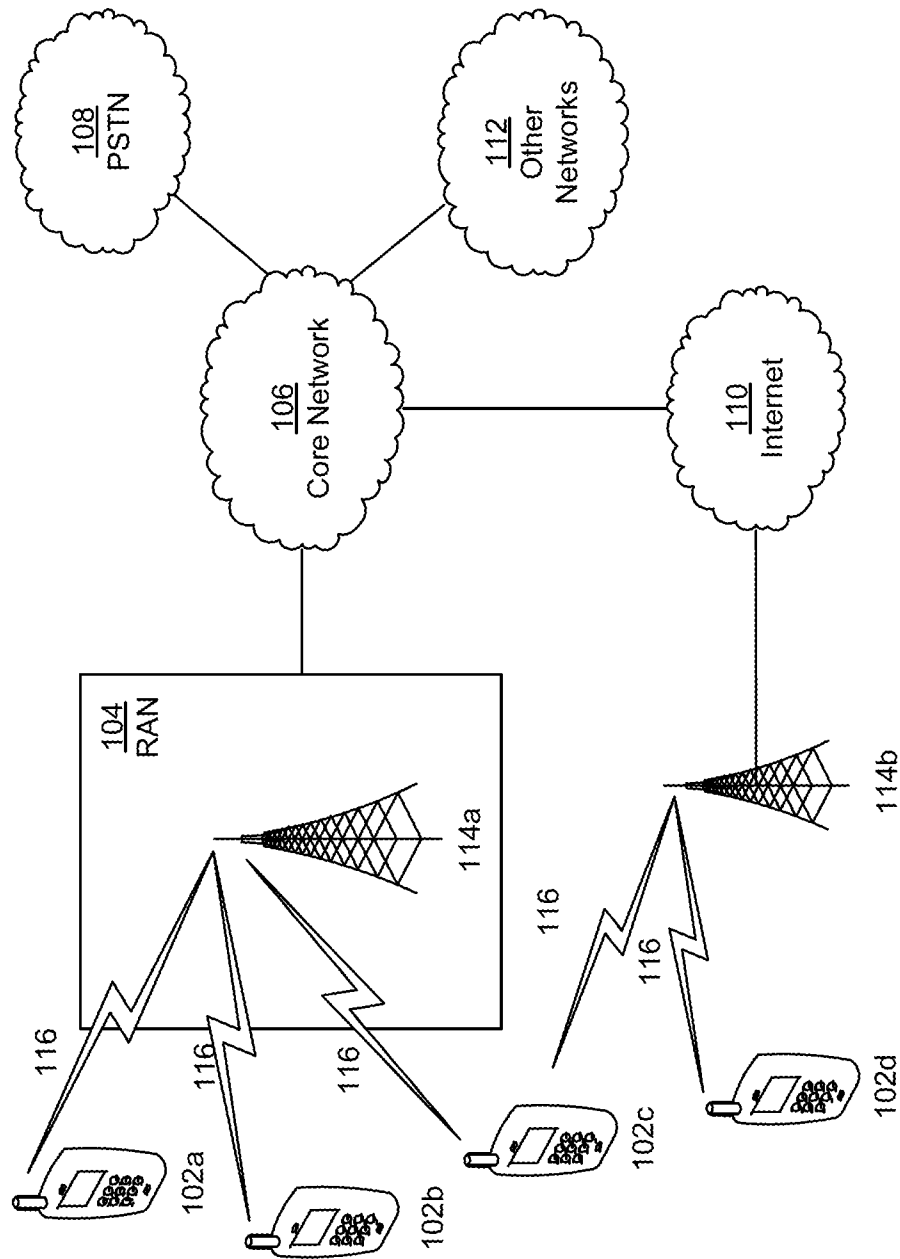 108
PSTN
112
Other
Networks
106
Core Network
110
Internet
104
RAN
114a
114b
116
116
116
116
116
102a
102b
102c
102d